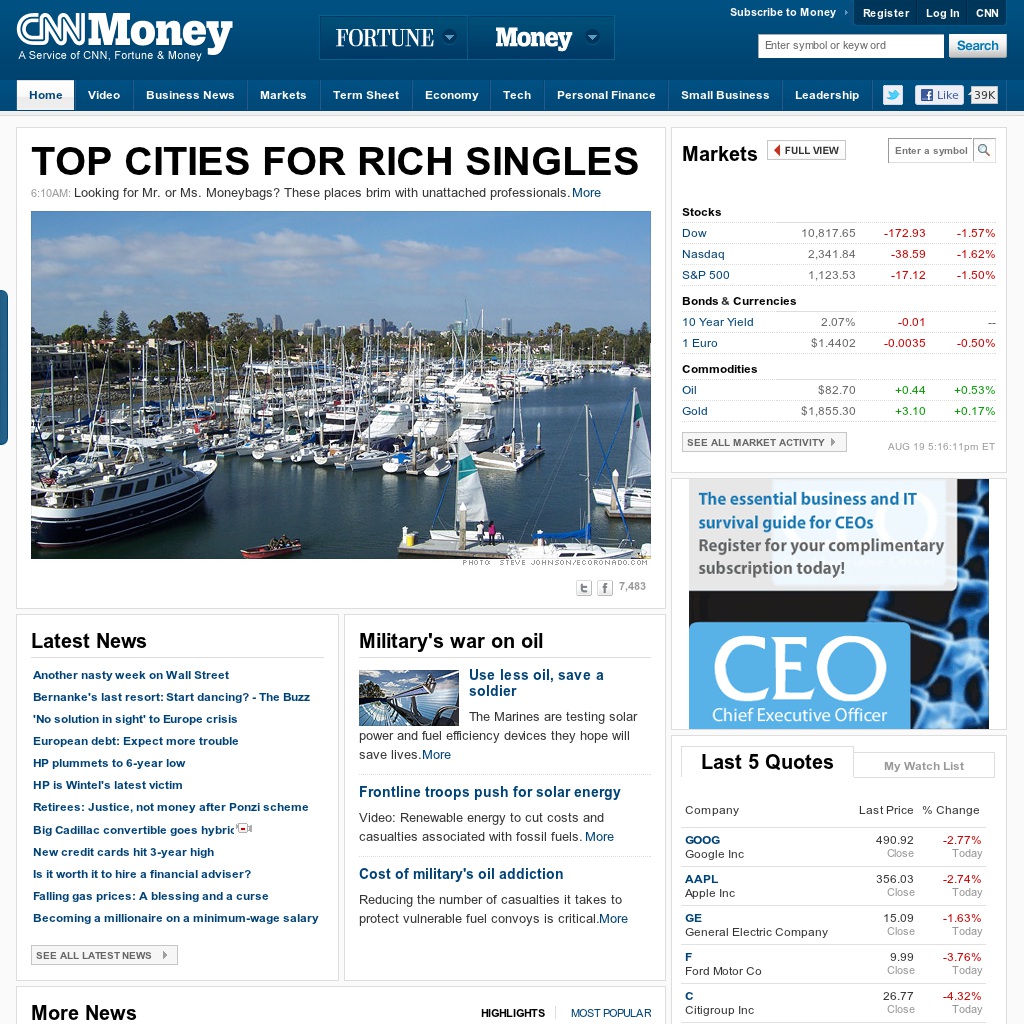 CNNMoney
A Service of CNN, Fortune & Money
FORTUNE
Money
Subscribe to Money
Register
Log In
CNN
Enter symbol or keyword
Search
Home
Video
Business News
Markets
Term Sheet
Economy
Tech
Personal Finance
Small Business
Leadership
Like
39K
TOP CITIES FOR RICH SINGLES
6:10AM: Looking for Mr. or Ms. Moneybags? These places brim with unattached professionals. More
PHOTO: STEVE JOHNSON/ECORONADO.COM
7,483
Latest News
Another nasty week on Wall Street
Bernanke's last resort: Start dancing? - The Buzz
'No solution in sight' to Europe crisis
European debt: Expect more trouble
HP plummets to 6-year low
HP is Wintel's latest victim
Retirees: Justice, not money after Ponzi scheme
Big Cadillac convertible goes hybrid
New credit cards hit 3-year high
Is it worth it to hire a financial adviser?
Falling gas prices: A blessing and a curse
Becoming a millionaire on a minimum-wage salary
SEE ALL LATEST NEWS
Military's war on oil
Use less oil, save a
soldier
The Marines are testing solar
power and fuel efficiency devices they hope will
save lives.More
Frontline troops push for solar energy
Video: Renewable energy to cut costs and
casualties associated with fossil fuels. More
Cost of military's oil addiction
Reducing the number of casualties it takes to
protect vulnerable fuel convoys is critical.More
More News
HIGHLIGHTS
MOST POPULAR
Markets
FULL VIEW
Enter a symbol
Stocks
Dow 10,817.65 -172.93 -1.57%
Nasdaq 2,341.84 -38.59 -1.62%
S&P 500 1,123.53 -17.12 -1.50%
Bonds & Currencies
10 Year Yield 2.07% -0.01 --
1 Euro $1.4402 -0.0035 -0.50%
Commodities
Oil $82.70 +0.44 +0.53%
Gold $1,855.30 +3.10 +0.17%
SEE ALL MARKET ACTIVITY
AUG 19 5:16:11pm ET
The essential business and IT
survival guide for CEOs
Register for your complimentary
subscription today!
CEO
Chief Executive Officer
Last 5 Quotes
My Watch List
Company Last Price % Change
GOOG 490.92 -2.77%
Google Inc Close Today
AAPL 356.03 -2.74%
Apple Inc Close Today
GE 15.09 -1.63%
General Electric Company Close Today
F 9.99 -3.76%
Ford Motor Co Close Today
C 26.77 -4.32%
Citigroup Inc Close Today